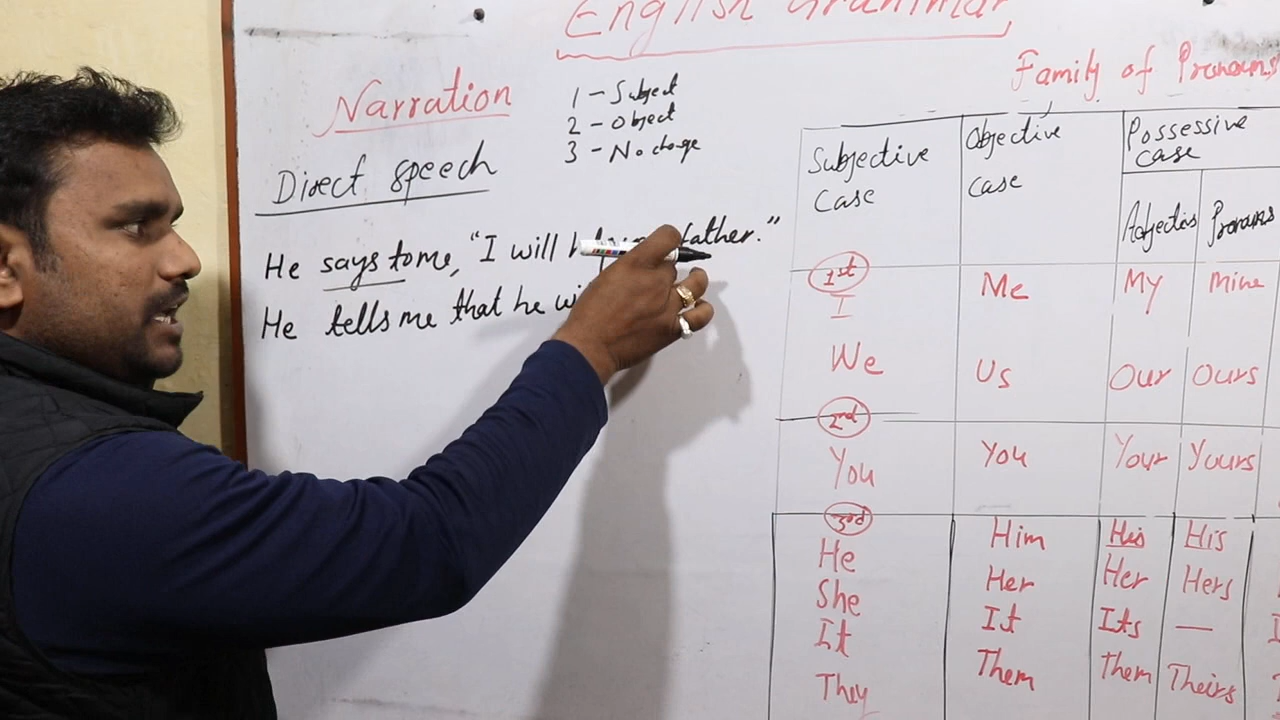 English Grammar
Narration
1 - Subject
2 - Object
3 - No change
Direct speech
He says to me, "I will father."
He tells me that he
Family of Pronouns
Subjective case
Objective case
Possessive case
Adjectives
Pronouns
1st
I Me My Mine
We Us Our Ours
2nd
You You Your Yours
3rd
He Him His His
She Her Her Hers
It It Its —
They Them Them Theirs